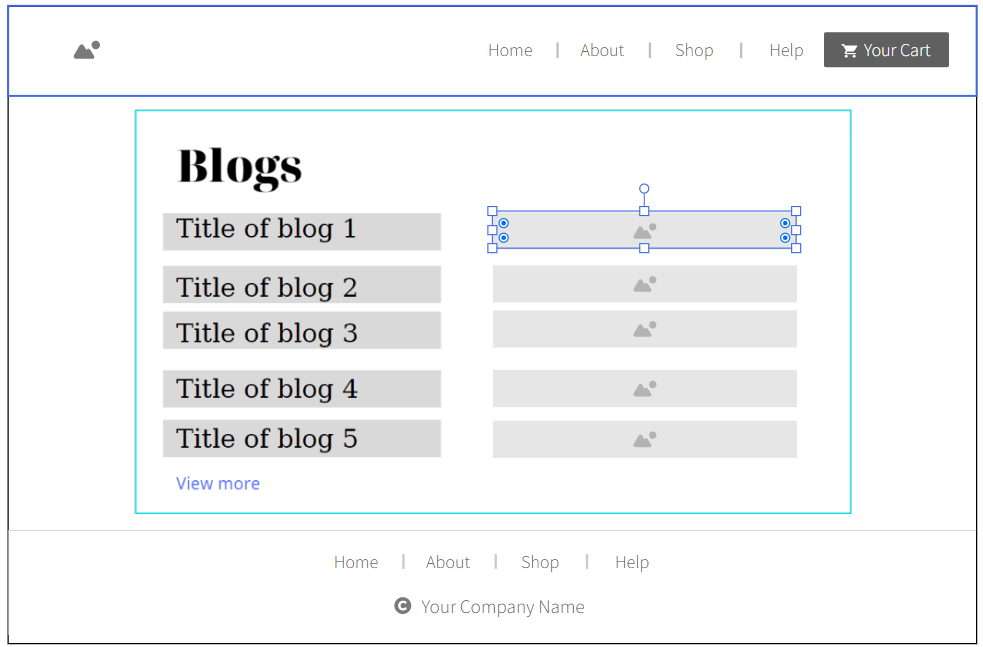 Home | About | Shop | Help Your Cart
Blogs
Title of blog 1
Title of blog 2
Title of blog 3
Title of blog 4
Title of blog 5
View more
Home | About | Shop | Help
© Your Company Name